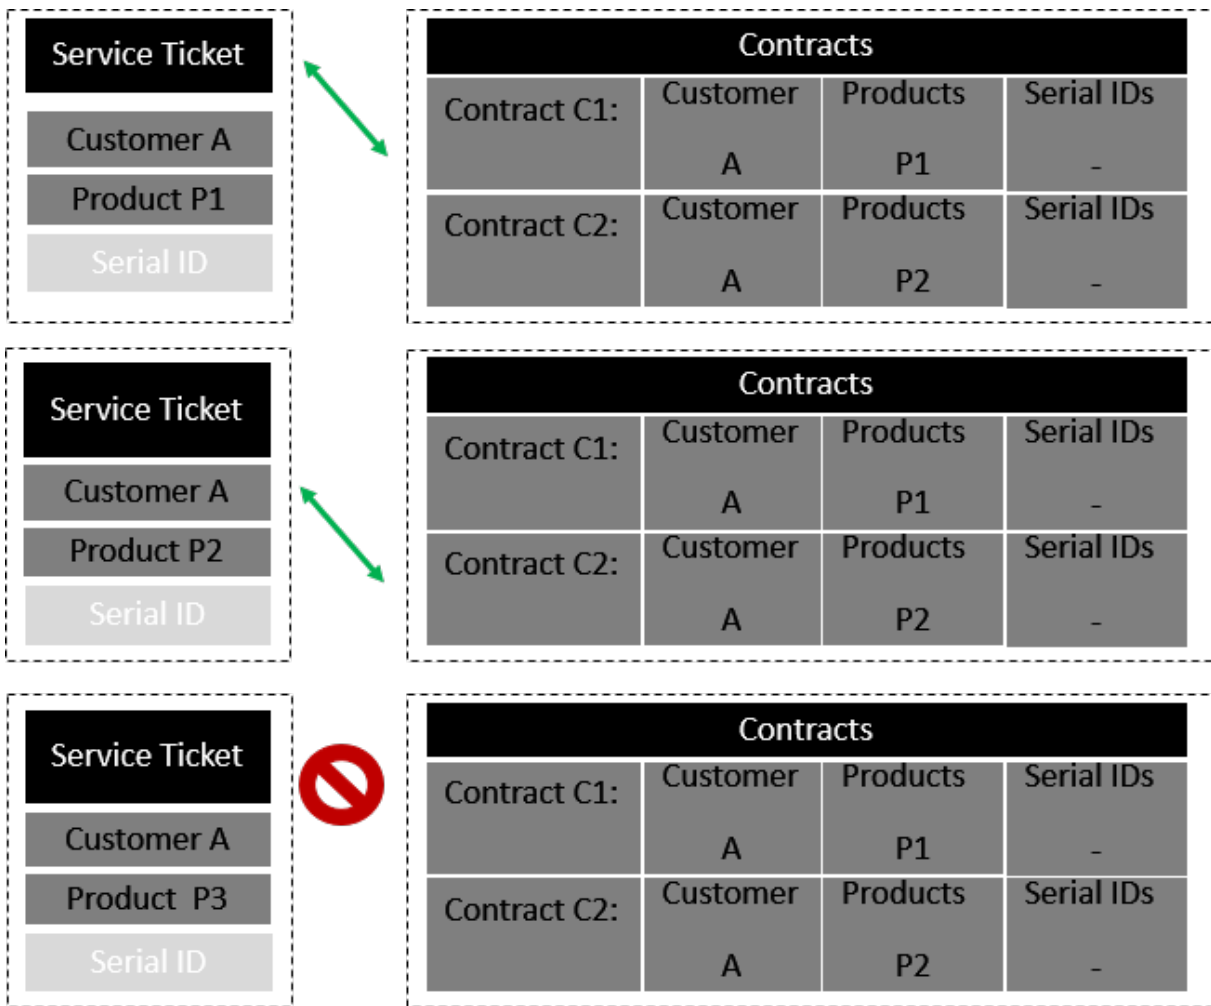 Service Ticket
Customer A
Product P1
Serial ID
Contracts
Contract C1: Customer Products Serial IDs
A P1 -
Contract C2: Customer Products Serial IDs
A P2 -
Service Ticket
Customer A
Product P2
Serial ID
Contracts
Contract C1: Customer Products Serial IDs
A P1 -
Contract C2: Customer Products Serial IDs
A P2 -
Service Ticket
Customer A
Product P3
Serial ID
Contracts
Contract C1: Customer Products Serial IDs
A P1 -
Contract C2: Customer Products Serial IDs
A P2 -